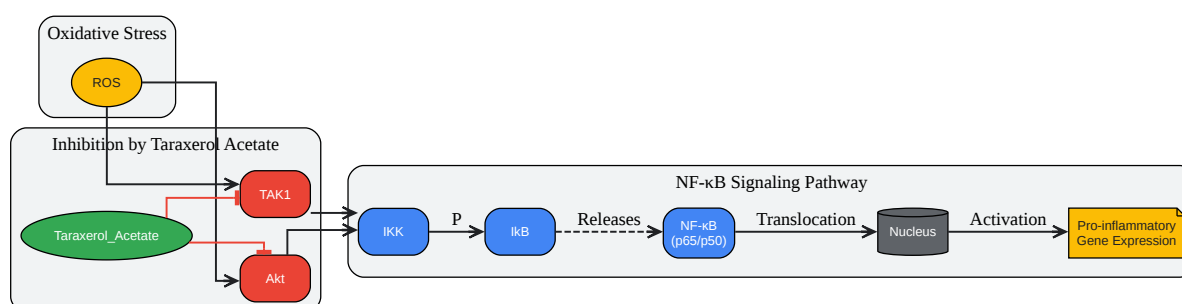 Oxidative Stress
ROS
Inhibition by Taraxerol Acetate
TAK1
Taraxerol_Acetate
Akt
NF-κB Signaling Pathway
IKK
P
IkB
Releases
NF-κB
(p65/p50)
Translocation
Nucleus
Activation
Pro-inflammatory
Gene Expression